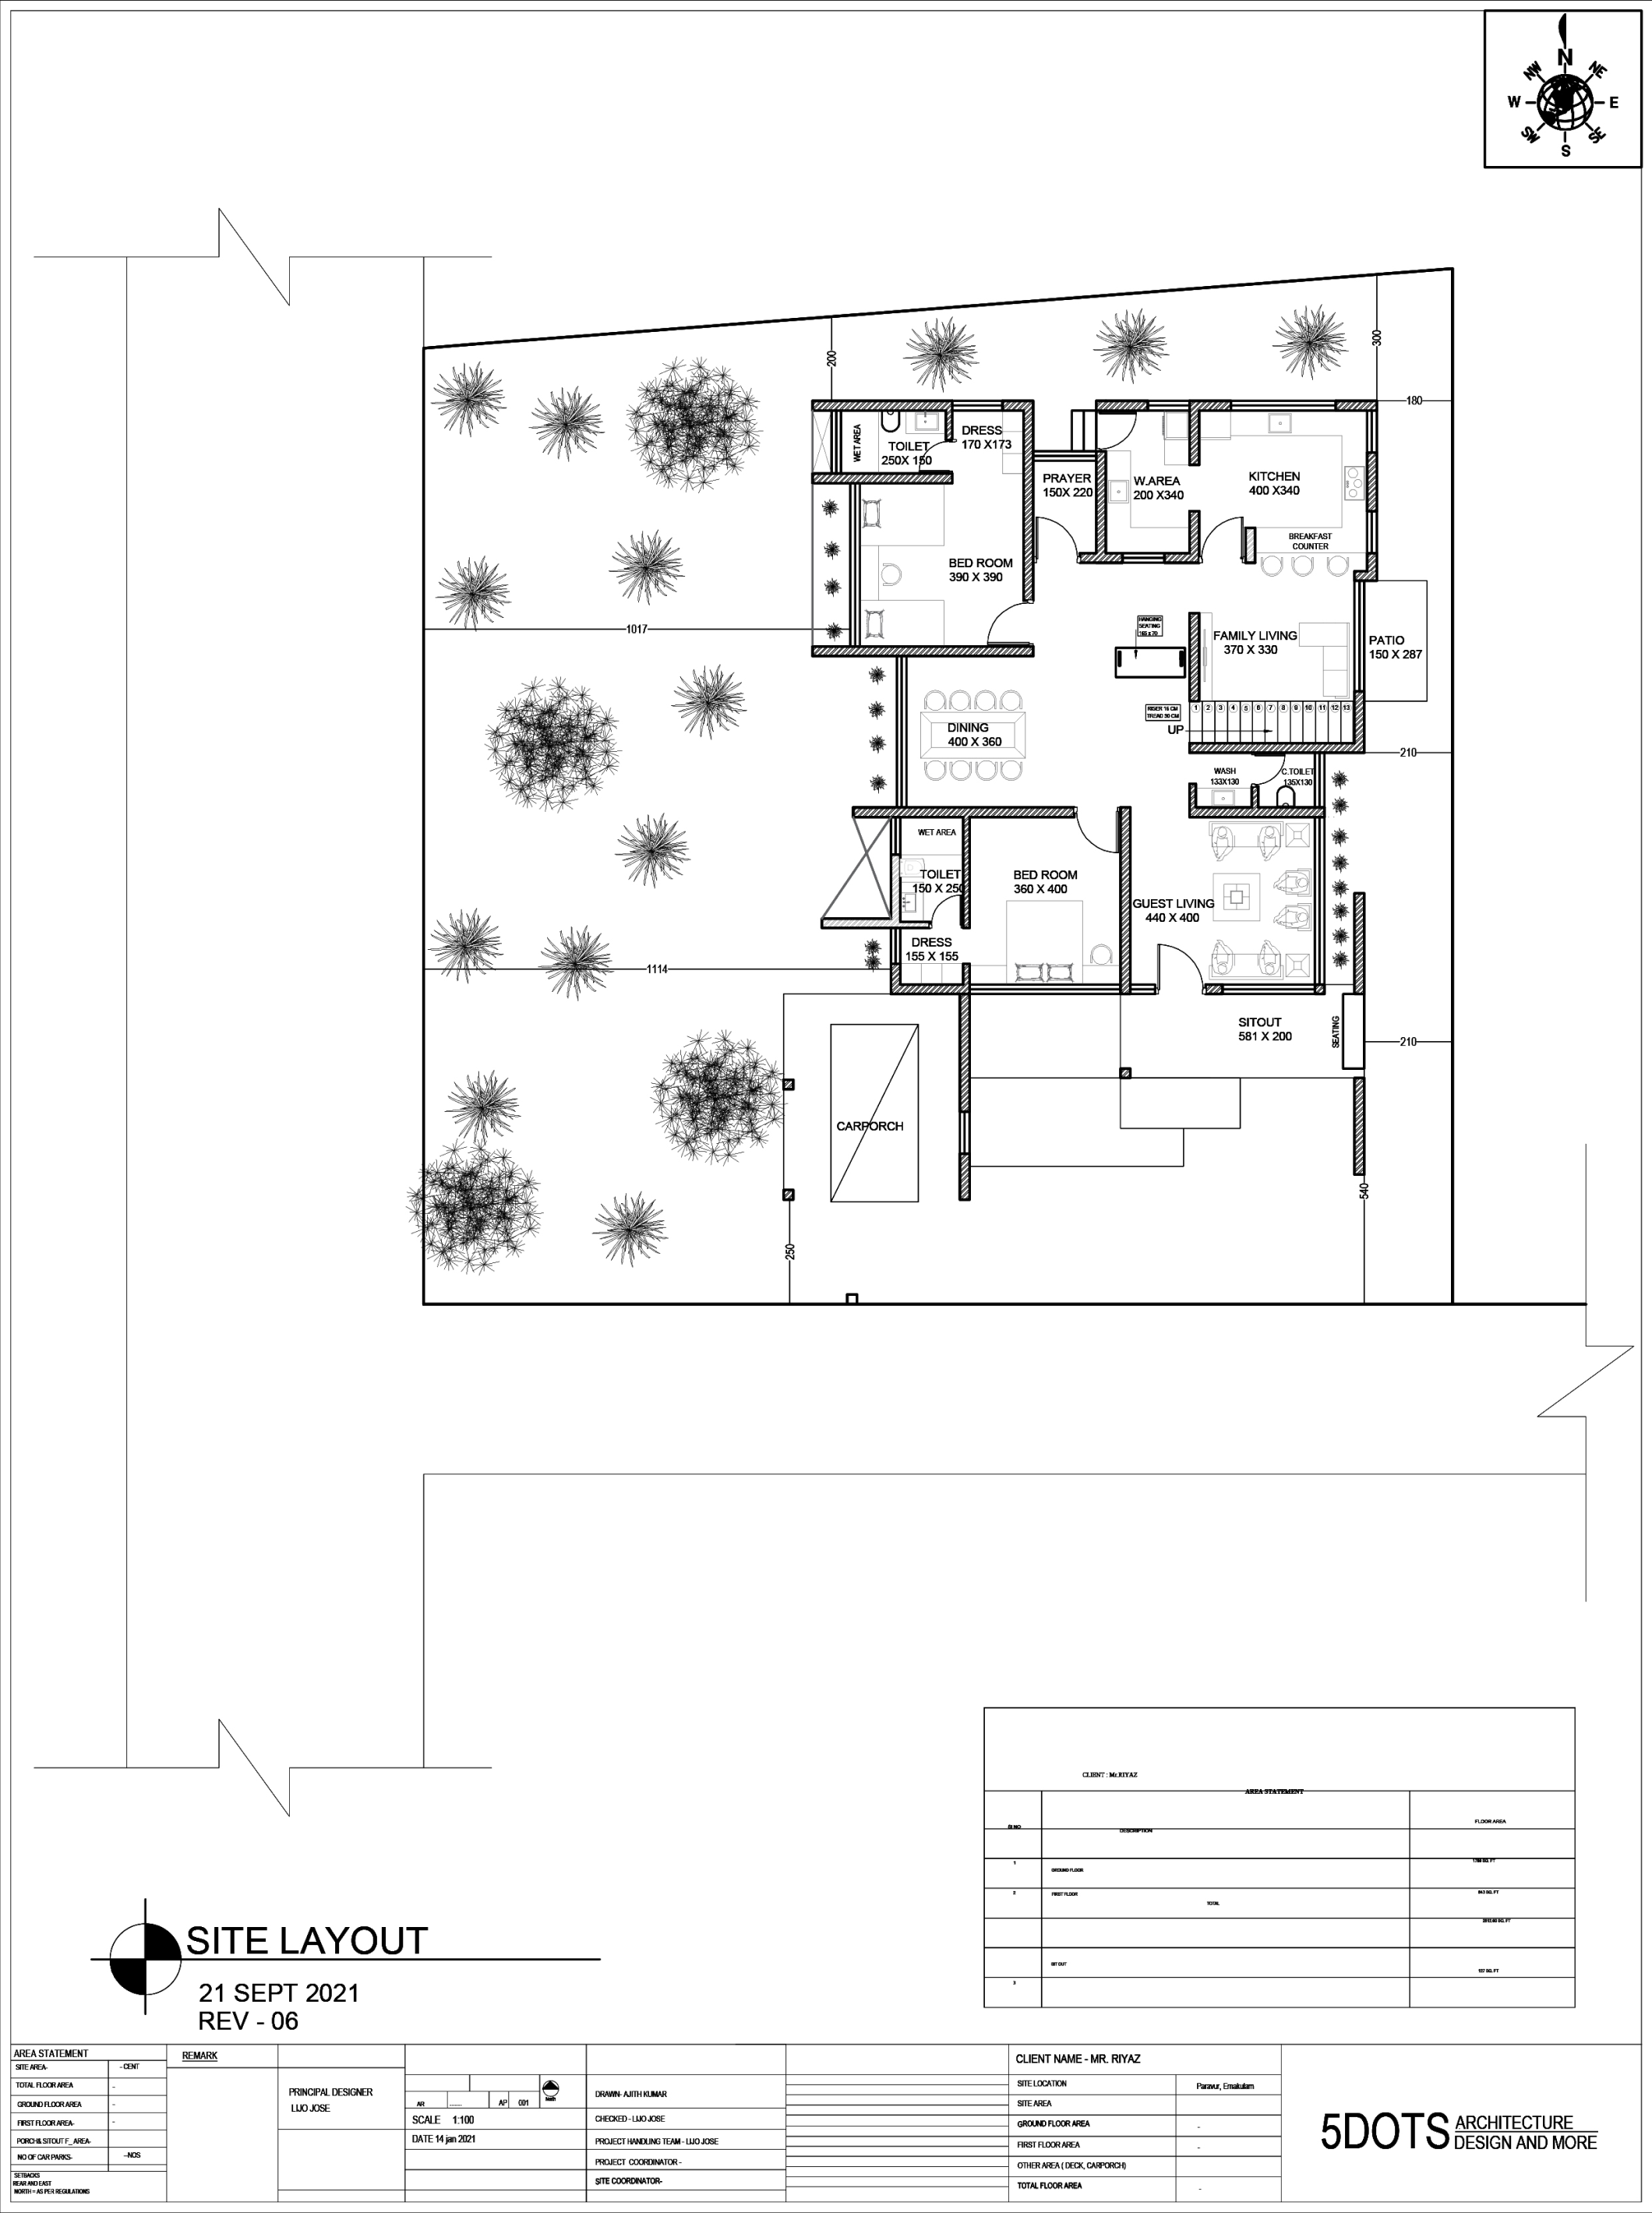 N
NW
NE
W
E
SW
SE
S
200
300
180
WET AREA
TOILET
250X 150
DRESS
170 X173
PRAYER
150X 220
W.AREA
200 X340
KITCHEN
400 X340
BREAKFAST
COUNTER
BED ROOM
390 X 390
1017
HANGING
SEATING
165 x 70
FAMILY LIVING
370 X 330
PATIO
150 X 287
RISER 16 CM
TREAD 30 CM
1 2 3 4 5 6 7 8 9 10 11 12 13
UP
DINING
400 X 360
210
WASH
133X130
C.TOILET
135X130
WET AREA
TOILET
150 X 250
BED ROOM
360 X 400
GUEST LIVING
440 X 400
DRESS
155 X 155
1114
SITOUT
581 X 200
SEATING
210
CARPORCH
540
250
CLIENT : Mr.RIYAZ
AREA STATEMENT
SI NO
DESCRIPTION
FLOOR AREA
1
GROUND FLOOR
2
FIRST FLOOR
843 SQ. FT
TOTAL
SIT OUT
157 SQ. FT
3
SITE LAYOUT
21 SEPT 2021
REV - 06
AREA STATEMENT
SITE AREA-
- CENT
TOTAL FLOOR AREA
-
GROUND FLOOR AREA
-
FIRST FLOOR AREA-
-
PORCH & SITOUT F_ AREA-
NO OF CAR PARKS-
--NOS
SETBACKS
REAR AND EAST
NORTH = AS PER REGULATIONS
REMARK
PRINCIPAL DESIGNER
LIJO JOSE
AR
.......
AP
001
North
SCALE 1:100
DATE 14 jan 2021
DRAWN- AJITH KUMAR
CHECKED - LIJO JOSE
PROJECT HANDLING TEAM - LIJO JOSE
PROJECT COORDINATOR -
SITE COORDINATOR-
CLIENT NAME - MR. RIYAZ
SITE LOCATION
Paravur, Ernakulam
SITE AREA
GROUND FLOOR AREA
-
FIRST FLOOR AREA
-
OTHER AREA ( DECK, CARPORCH)
TOTAL FLOOR AREA
-
5DOTS ARCHITECTURE
DESIGN AND MORE